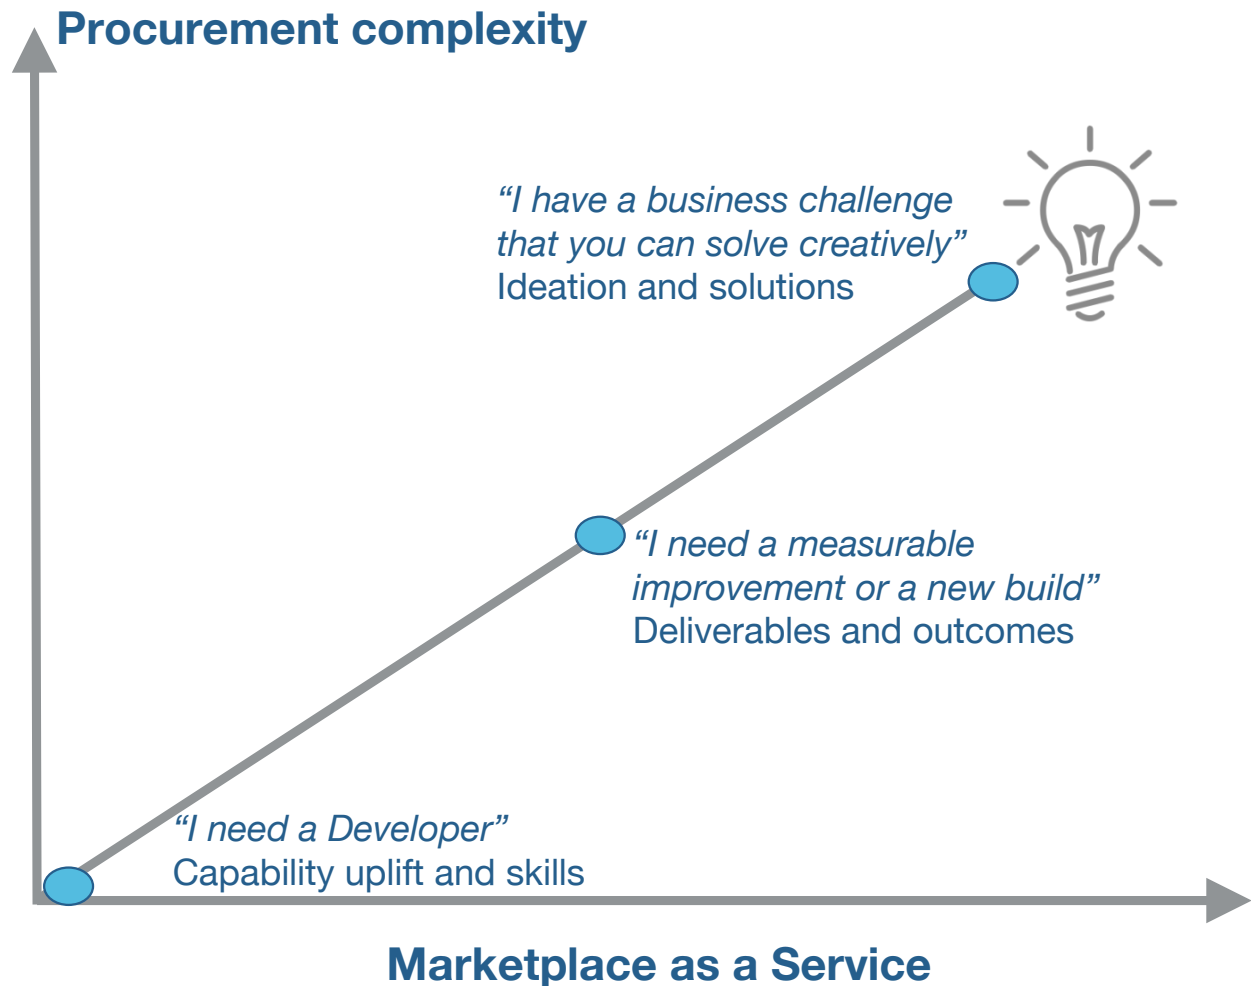 Procurement complexity
“I have a business challenge
that you can solve creatively”
Ideation and solutions
“I need a measurable
improvement or a new build”
Deliverables and outcomes
“I need a Developer”
Capability uplift and skills
Marketplace as a Service